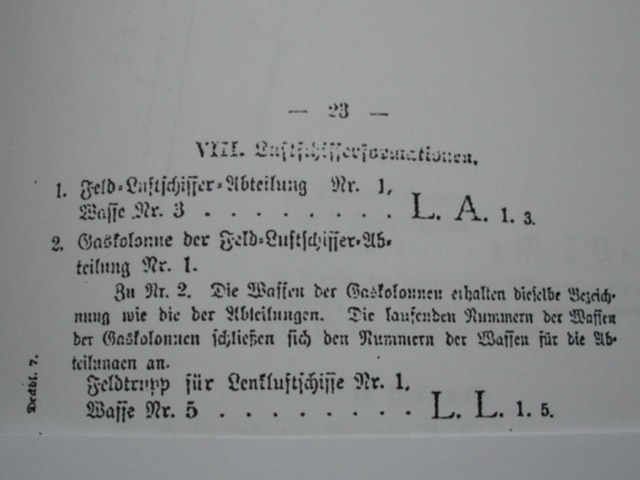 — 23 —
VIII. Luftschifferformationen.
1. Feld-Luftschiffer-Abteilung Nr. 1,
Waffe Nr. 3 . . . . . . . . L. A. 1. 3.
2. Gaskolonne der Feld-Luftschiffer-Ab-
teilung Nr. 1.
Zu Nr. 2. Die Waffen der Gaskolonnen erhalten dieselbe Bezeich-
nung wie die der Abteilungen. Die laufenden Nummern der Waffen
der Gaskolonnen schließen sich den Nummern der Waffen für die Ab-
teilungen an.
Feldtrupp für Lenkluftschiffe Nr. 1,
Waffe Nr. 5 . . . . . . . . L. L. 1. 5.
Deckbl. 7.